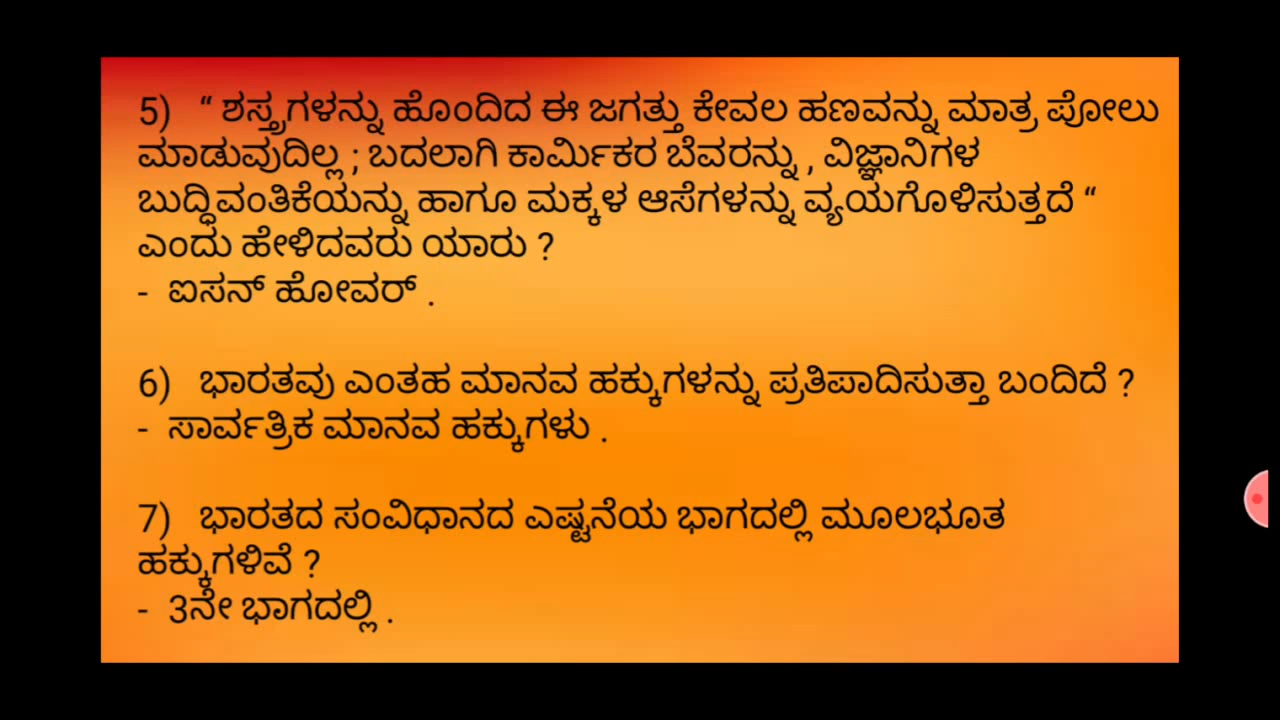 5) “ ಶಸ್ತ್ರಗಳನ್ನು ಹೊಂದಿದ ಈ ಜಗತ್ತು ಕೇವಲ ಹಣವನ್ನು ಮಾತ್ರ ಪೋಲು
ಮಾಡುವುದಿಲ್ಲ ; ಬದಲಾಗಿ ಕಾರ್ಮಿಕರ ಬೆವರನ್ನು , ವಿಜ್ಞಾನಿಗಳ
ಬುದ್ಧಿವಂತಿಕೆಯನ್ನು ಹಾಗೂ ಮಕ್ಕಳ ಆಸೆಗಳನ್ನು ವ್ಯಯಗೊಳಿಸುತ್ತದೆ “
ಎಂದು ಹೇಳಿದವರು ಯಾರು ?
- ಐಸನ್ ಹೋವರ್ .
6) ಭಾರತವು ಎಂತಹ ಮಾನವ ಹಕ್ಕುಗಳನ್ನು ಪ್ರತಿಪಾದಿಸುತ್ತಾ ಬಂದಿದೆ ?
- ಸಾರ್ವತ್ರಿಕ ಮಾನವ ಹಕ್ಕುಗಳು .
7) ಭಾರತದ ಸಂವಿಧಾನದ ಎಷ್ಟನೆಯ ಭಾಗದಲ್ಲಿ ಮೂಲಭೂತ
ಹಕ್ಕುಗಳಿವೆ ?
- 3ನೇ ಭಾಗದಲ್ಲಿ .